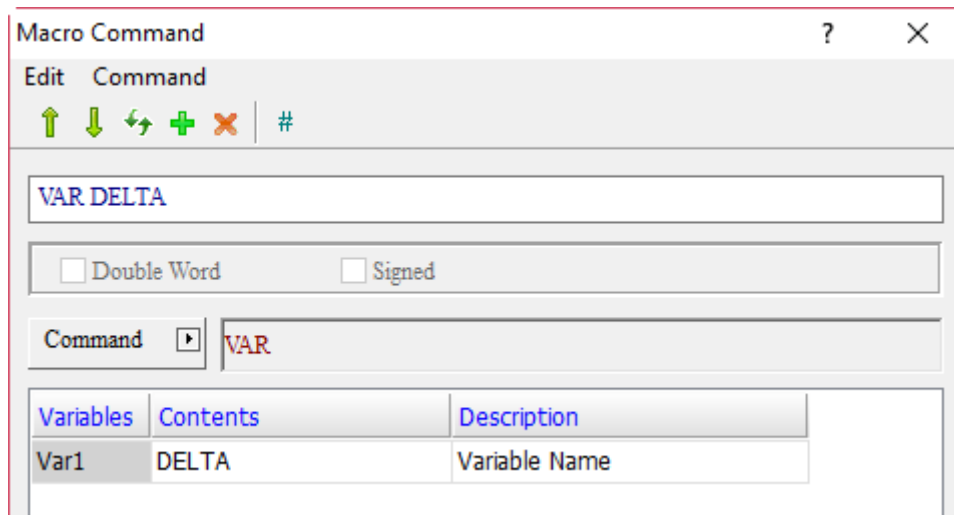 Macro Command ?
Edit Command
#
VAR DELTA
Double Word Signed
Command VAR
Variables Contents Description
Var1 DELTA Variable Name